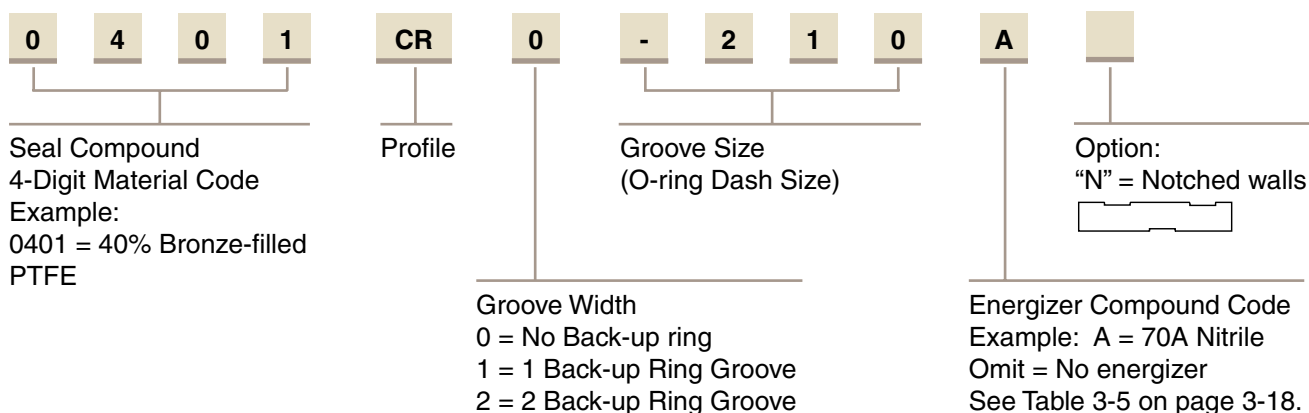 0 4 0 1 CR 0 - 2 1 0 A
Seal Compound
4-Digit Material Code
Example:
0401 = 40% Bronze-filled
PTFE
Profile
Groove Size
(O-ring Dash Size)
Option:
“N” = Notched walls
Groove Width
0 = No Back-up ring
1 = 1 Back-up Ring Groove
2 = 2 Back-up Ring Groove
Energizer Compound Code
Example: A = 70A Nitrile
Omit = No energizer
See Table 3-5 on page 3-18.